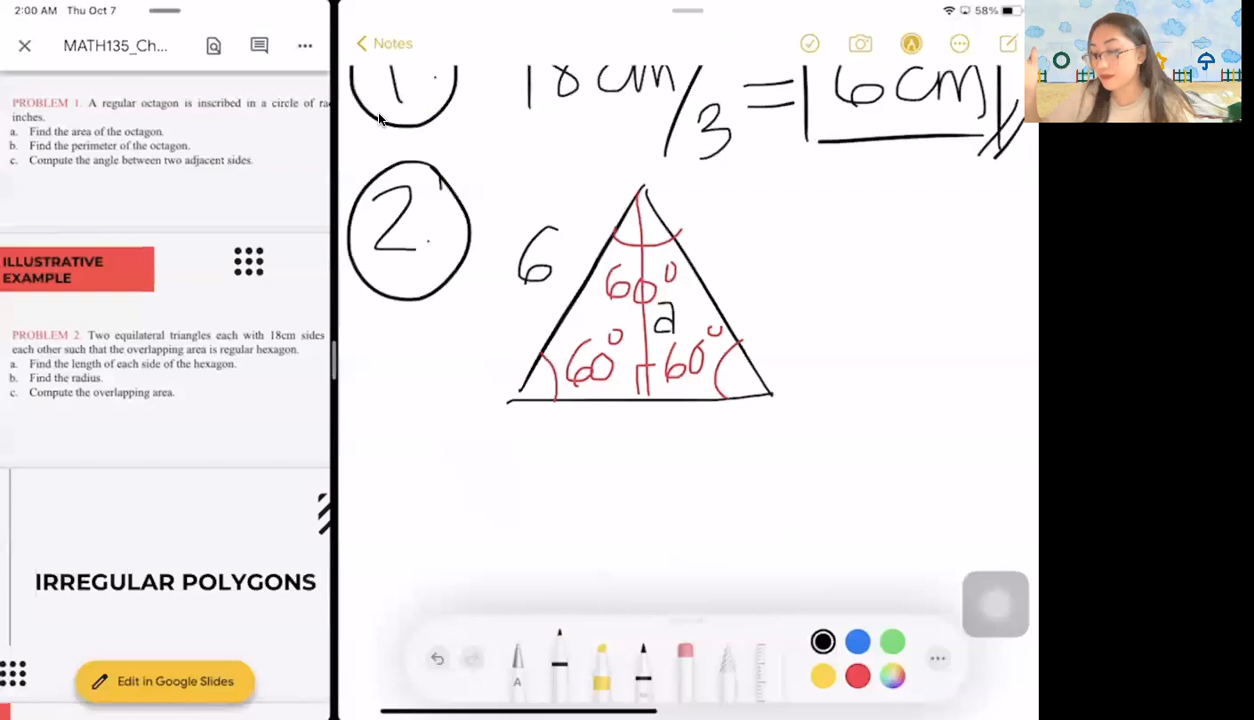 2:00 AM Thu Oct 7
58%
MATH135_Ch...
PROBLEM 1. A regular octagon is inscribed in a circle of
inches.
a. Find the area of the octagon.
b. Find the perimeter of the octagon.
c. Compute the angle between two adjacent sides.
ILLUSTRATIVE
EXAMPLE
PROBLEM 2. Two equilateral triangles each with 18cm sides
each other such that the overlapping area is regular hexagon.
a. Find the length of each side of the hexagon.
b. Find the radius.
c. Compute the overlapping area.
IRREGULAR POLYGONS
Edit in Google Slides
Notes
1. 18 cm/3 = 6 cm
2.
6
60°
a
60° 60°
A